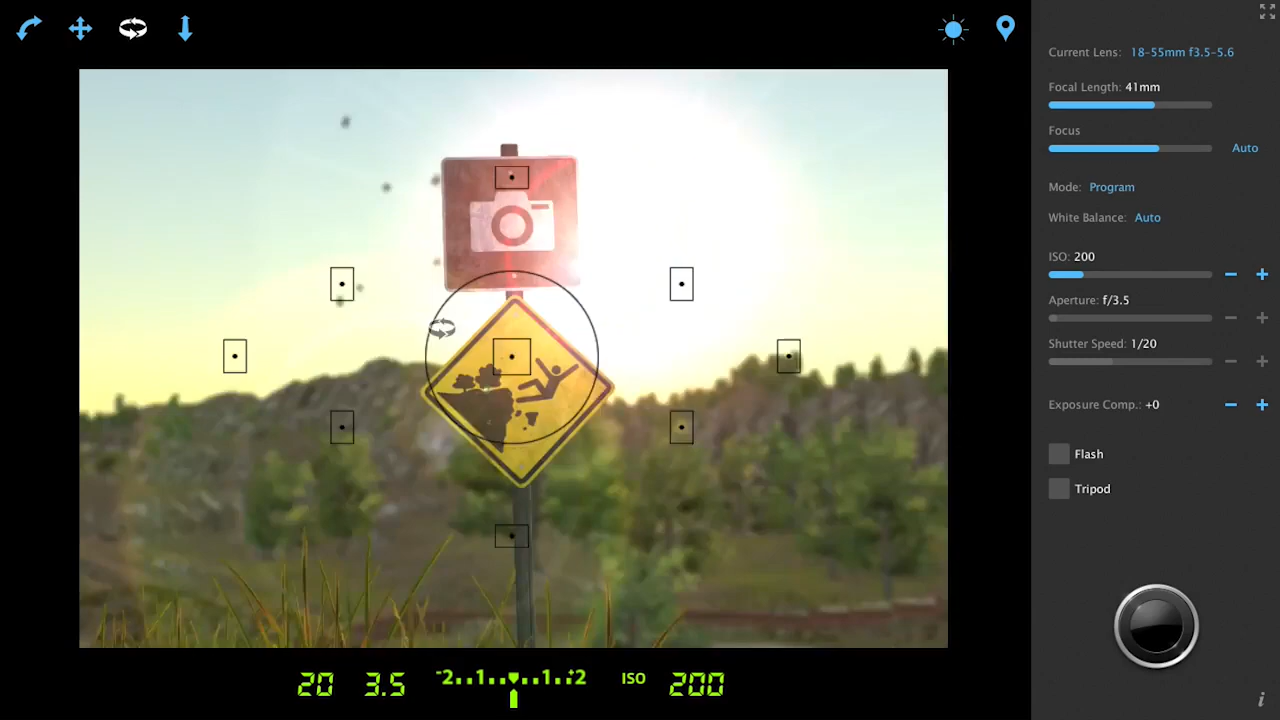 Current Lens: 18-55mm f3.5-5.6
Focal Length: 41mm
Focus
Auto
Mode: Program
White Balance: Auto
ISO: 200
Aperture: f/3.5
Shutter Speed: 1/20
Exposure Comp.: +0
Flash
Tripod
20 3.5 -2..1..▼..1..+2 ISO 200
i